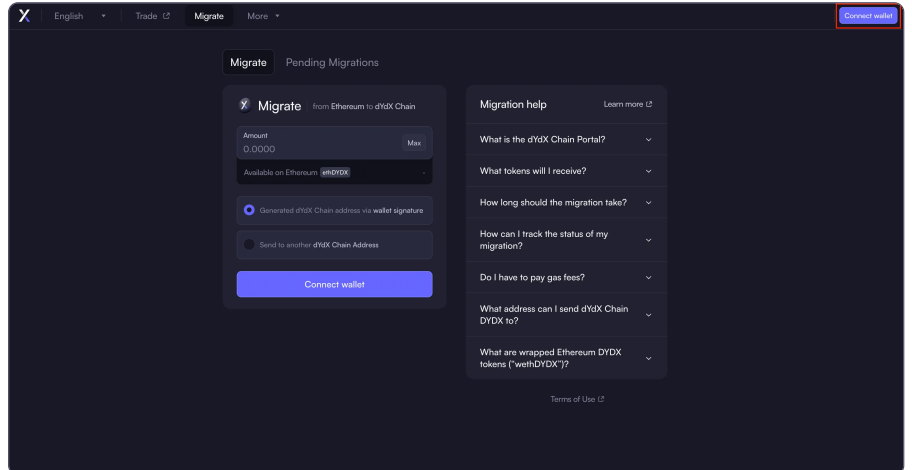 English
Trade
Migrate
More
Connect wallet
Migrate
Pending Migrations
Migrate
from Ethereum to dYdX Chain
Amount
0.0000
Max
Available on Ethereum ethDYDX
-
Generated dYdX Chain address via wallet signature
Send to another dYdX Chain Address
Connect wallet
Migration help
Learn more
What is the dYdX Chain Portal?
What tokens will I receive?
How long should the migration take?
How can I track the status of my
migration?
Do I have to pay gas fees?
What address can I send dYdX Chain
DYDX to?
What are wrapped Ethereum DYDX
tokens ("wethDYDX")?
Terms of Use